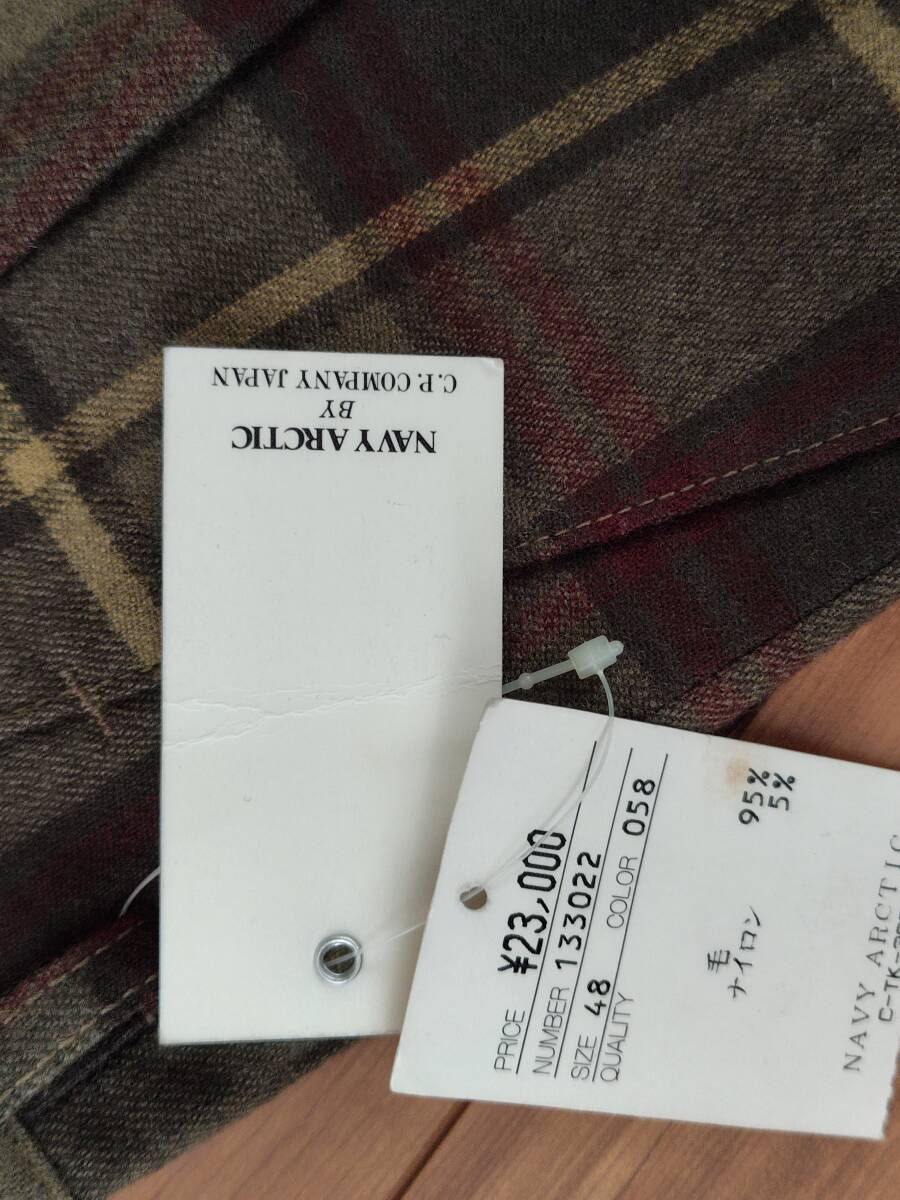 NAVY ARCTIC
BY
C.P. COMPANY JAPAN
PRICE ¥23,000
NUMBER 133022
SIZE 48 COLOR 058
QUALITY
毛 95%
ナイロン 5%
NAVY ARCTIC